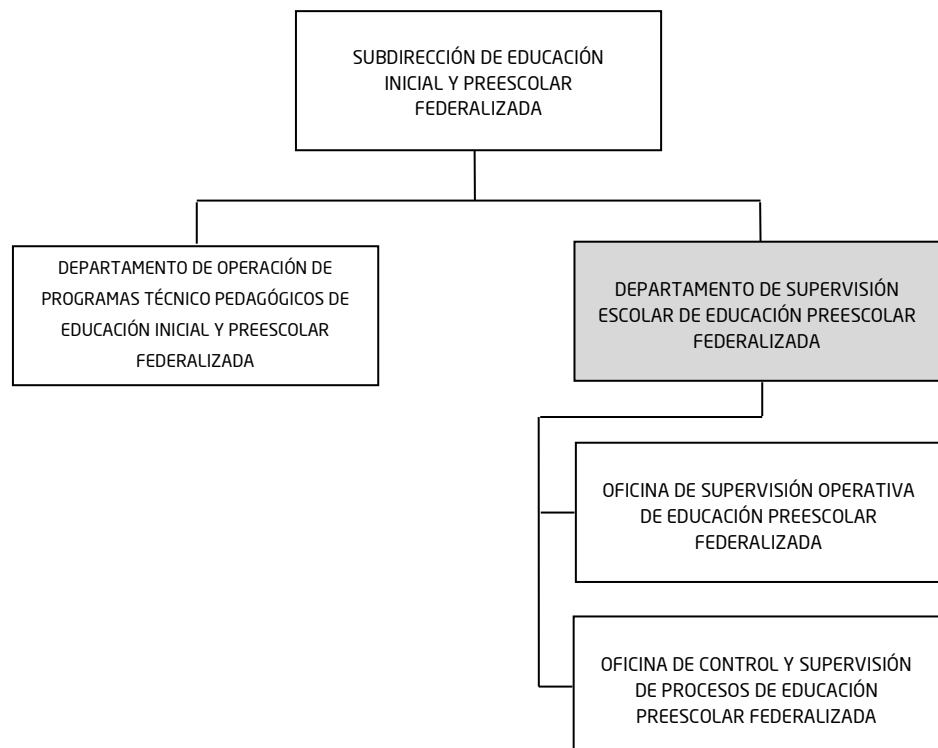 SUBDIRECCIÓN DE EDUCACIÓN
INICIAL Y PREESCOLAR
FEDERALIZADA
DEPARTAMENTO DE OPERACIÓN DE
PROGRAMAS TÉCNICO PEDAGÓGICOS DE
EDUCACIÓN INICIAL Y PREESCOLAR
FEDERALIZADA
DEPARTAMENTO DE SUPERVISIÓN
ESCOLAR DE EDUCACIÓN PREESCOLAR
FEDERALIZADA
OFICINA DE SUPERVISIÓN OPERATIVA
DE EDUCACIÓN PREESCOLAR
FEDERALIZADA
OFICINA DE CONTROL Y SUPERVISIÓN
DE PROCESOS DE EDUCACIÓN
PREESCOLAR FEDERALIZADA